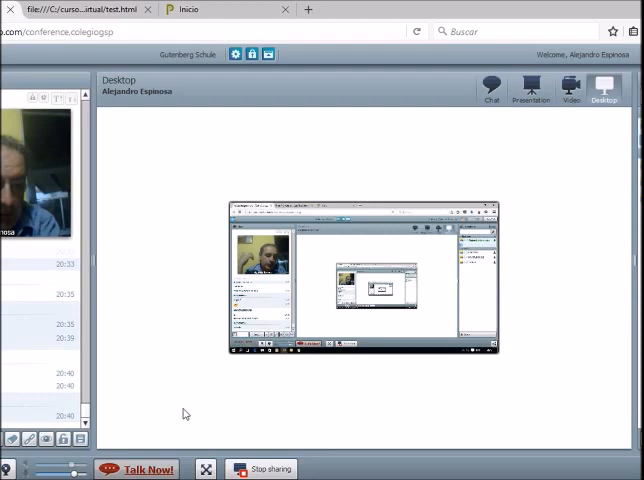 file:///C:/curso...irtual/test.html
Inicio
/conference.colegiogsp
Buscar
Gutenberg Schule
Welcome, Alejandro Espinosa
Desktop
Alejandro Espinosa
Chat
Presentation
Video
Desktop
nosa
20:33
20:35
20:35
20:39
20:40
20:40
20:40
Talk Now!
Stop sharing